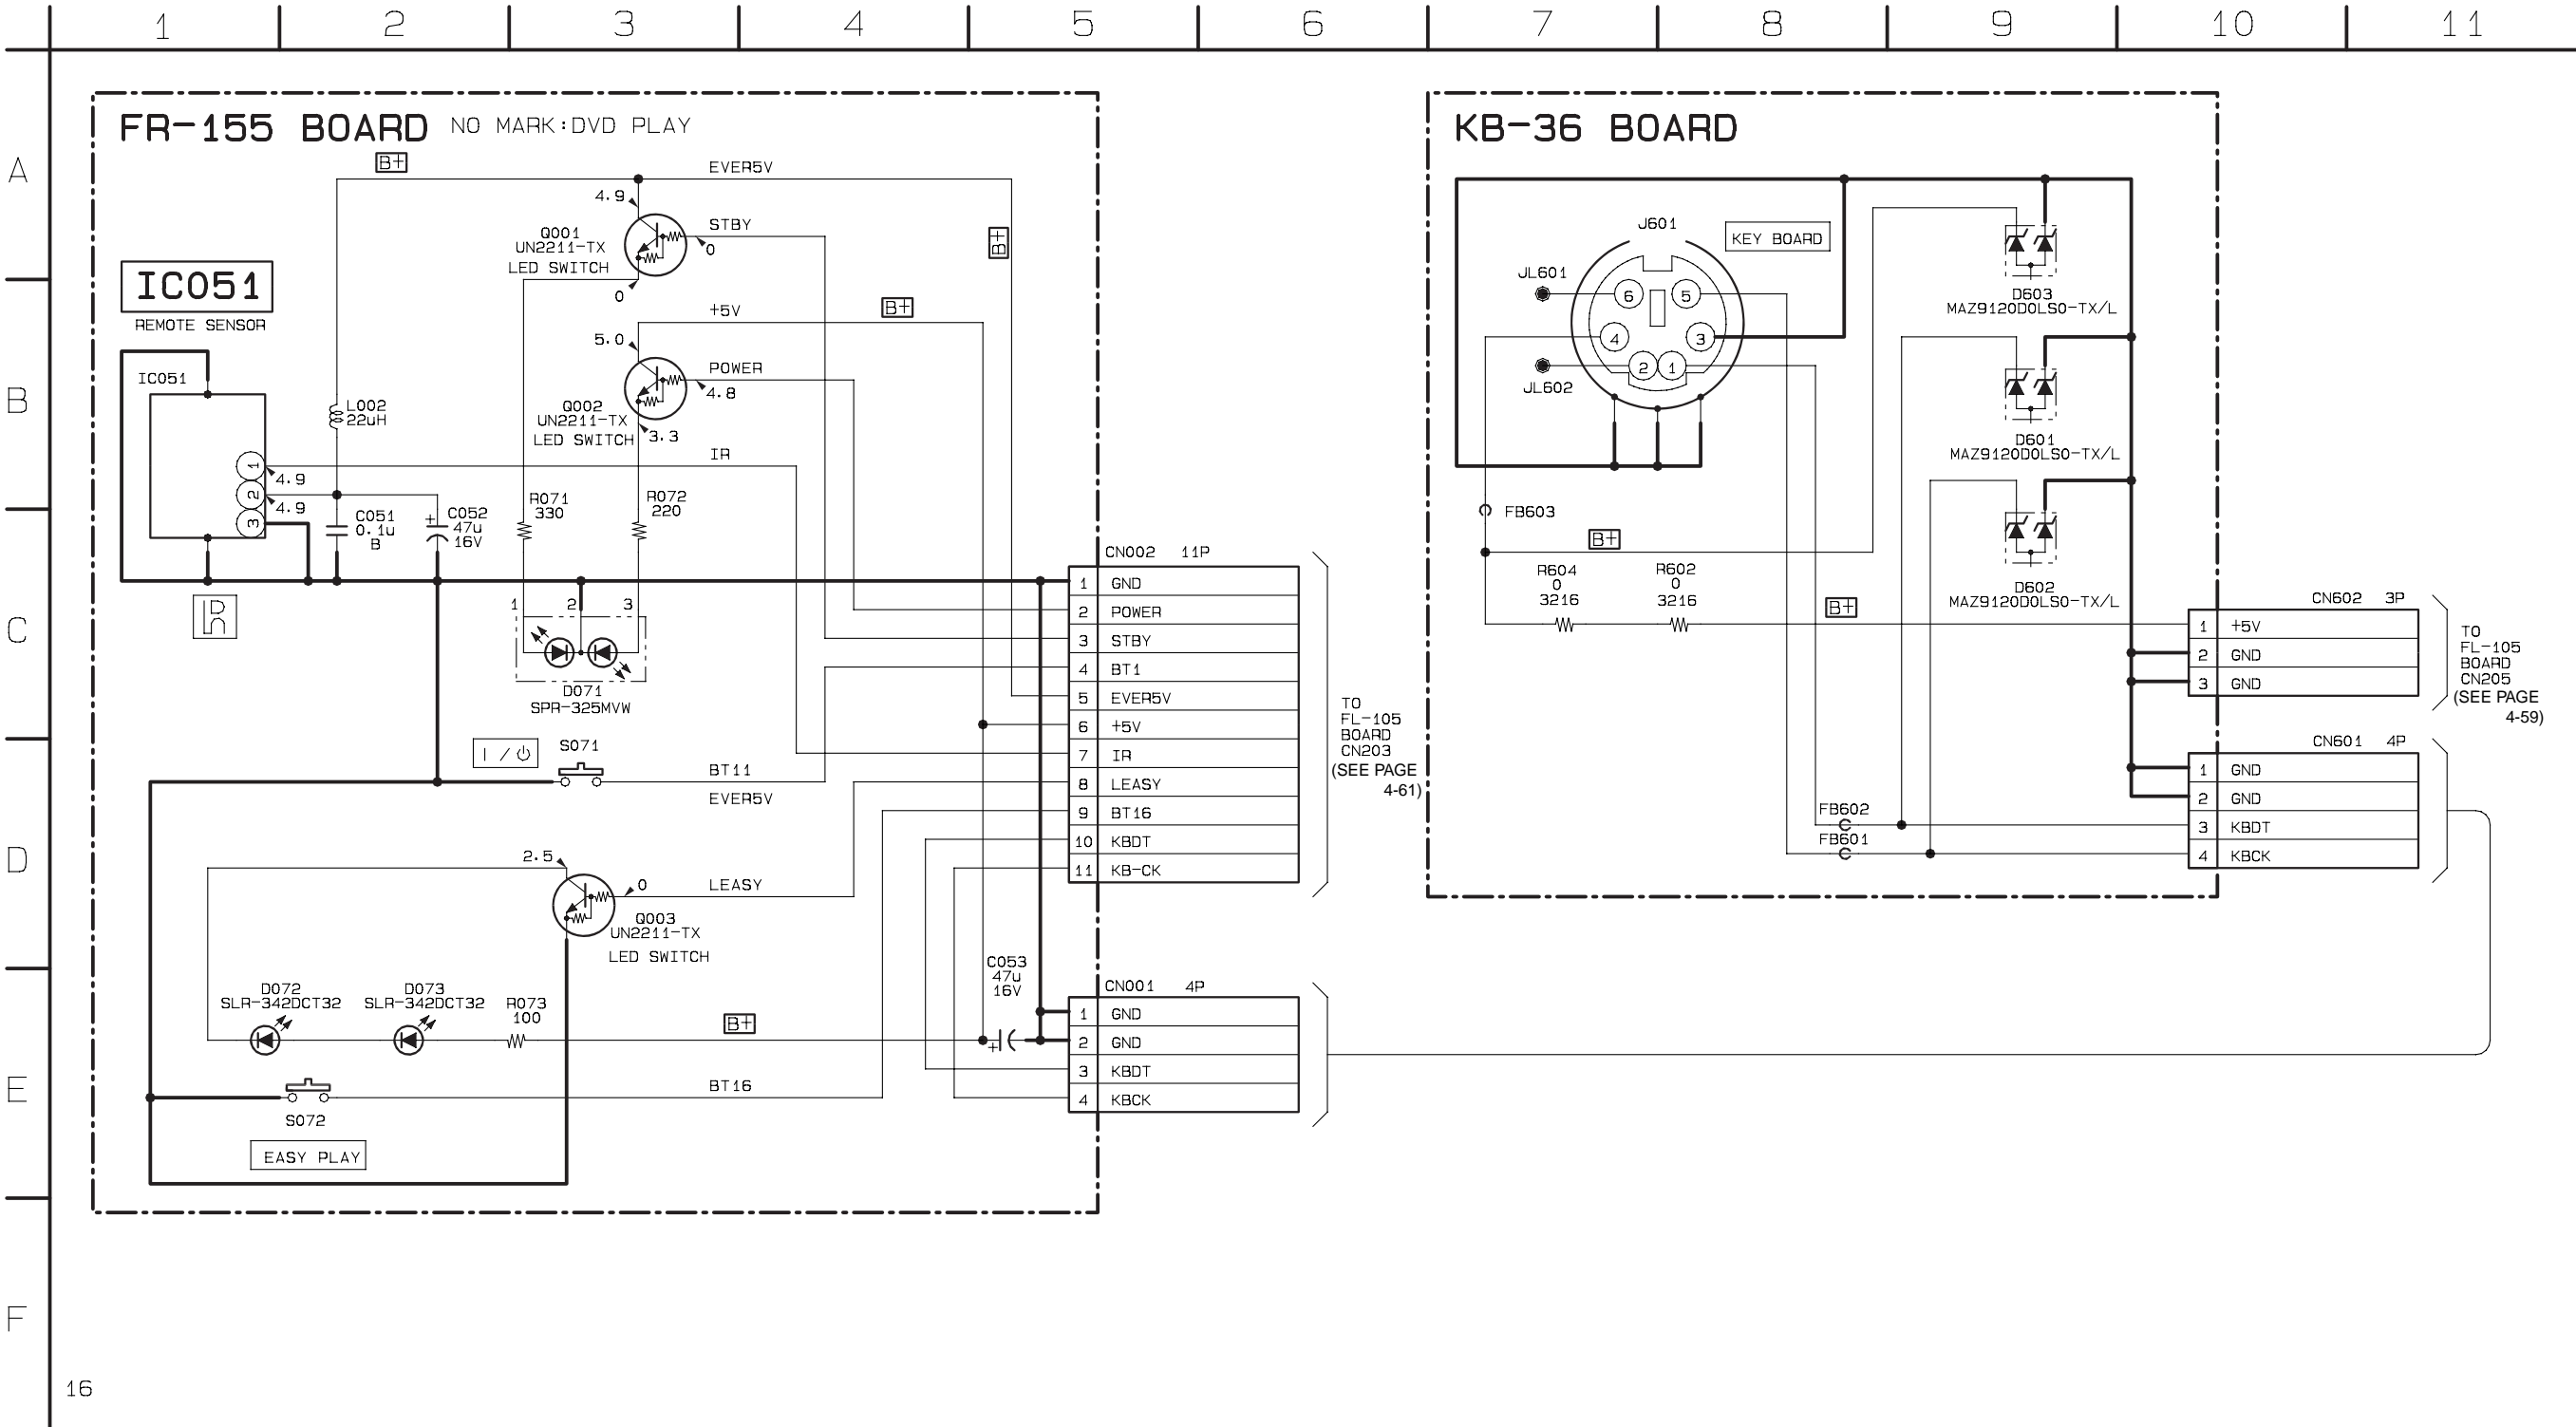 1 2 3 4 5 6 7 8 9 10 11
A
B
C
D
E
F
FR-155 BOARD NO MARK:DVD PLAY
B+
EVER5V
4.9
STBY
Q001
UN2211-TX
LED SWITCH
0
0
B+
IC051
REMOTE SENSOR
+5V
B+
5.0
POWER
IC051
4.8
L002
22uH
Q002
UN2211-TX
LED SWITCH
3.3
IR
1
4.9
2
4.9
3
C051
0.1u
B
C052
47u
16V
+
R071
330
R072
220
R
1 2 3
D071
SPR-325MVW
I / ⏻
S071
BT11
EVER5V
2.5
0
LEASY
Q003
UN2211-TX
LED SWITCH
D072
SLR-342DCT32
D073
SLR-342DCT32
R073
100
B+
C053
47u
16V
+
BT16
S072
EASY PLAY
CN002 11P
1 GND
2 POWER
3 STBY
4 BT1
5 EVER5V
6 +5V
7 IR
8 LEASY
9 BT16
10 KBDT
11 KB-CK
TO
FL-105
BOARD
CN203
(SEE PAGE
4-61)
CN001 4P
1 GND
2 GND
3 KBDT
4 KBCK
KB-36 BOARD
J601
KEY BOARD
JL601
6 5
4 3
2 1
JL602
D603
MAZ9120D0LS0-TX/L
D601
MAZ9120D0LS0-TX/L
FB603
B+
D602
MAZ9120D0LS0-TX/L
R604
0
3216
R602
0
3216
B+
FB602
FB601
CN602 3P
1 +5V
2 GND
3 GND
TO
FL-105
BOARD
CN205
(SEE PAGE
4-59)
CN601 4P
1 GND
2 GND
3 KBDT
4 KBCK
16